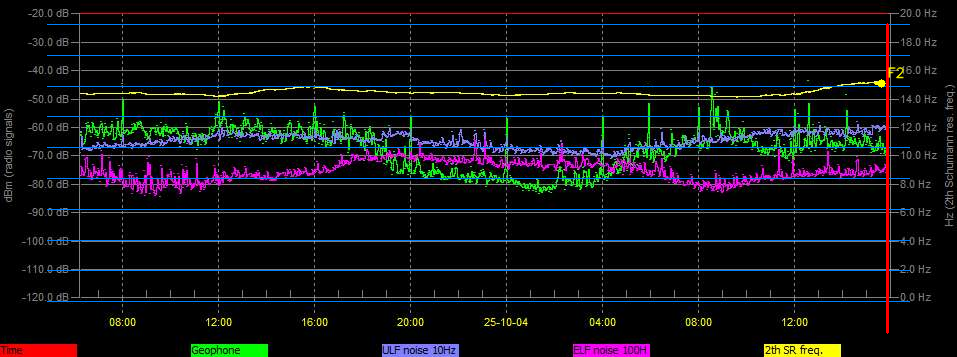 -20.0 dB 20.0 Hz
-30.0 dB 18.0 Hz
-40.0 dB 16.0 Hz
F2
-50.0 dB 14.0 Hz
-60.0 dB 12.0 Hz
-70.0 dB 10.0 Hz
-80.0 dB 8.0 Hz
-90.0 dB 6.0 Hz
-100.0 dB 4.0 Hz
-110.0 dB 2.0 Hz
-120.0 dB 0.0 Hz
dBm (radio signals)
Hz (2th Schumann res. freq.)
08:00 12:00 16:00 20:00 25-10-04 04:00 08:00 12:00
Time Geophone ULF noise 10Hz ELF noise 100H 2th SR freq.